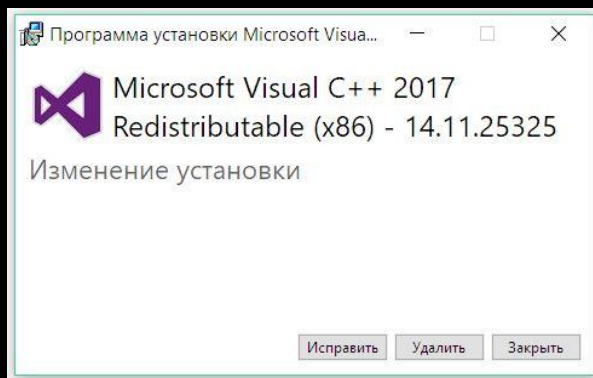 Программа установки Microsoft Visua...
Microsoft Visual C++ 2017
Redistributable (x86) - 14.11.25325
Изменение установки
Исправить Удалить Закрыть